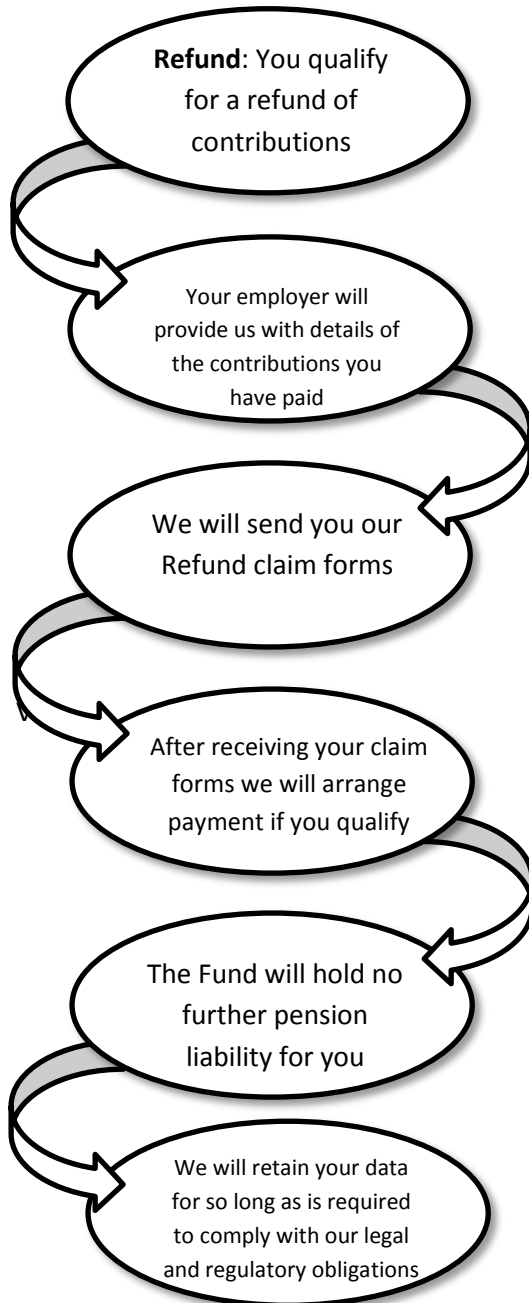 Refund: You qualify
for a refund of
contributions
Your employer will
provide us with details of
the contributions you
have paid
We will send you our
Refund claim forms
After receiving your claim
forms we will arrange
payment if you qualify
The Fund will hold no
further pension
liability for you
We will retain your data
for so long as is required
to comply with our legal
and regulatory obligations